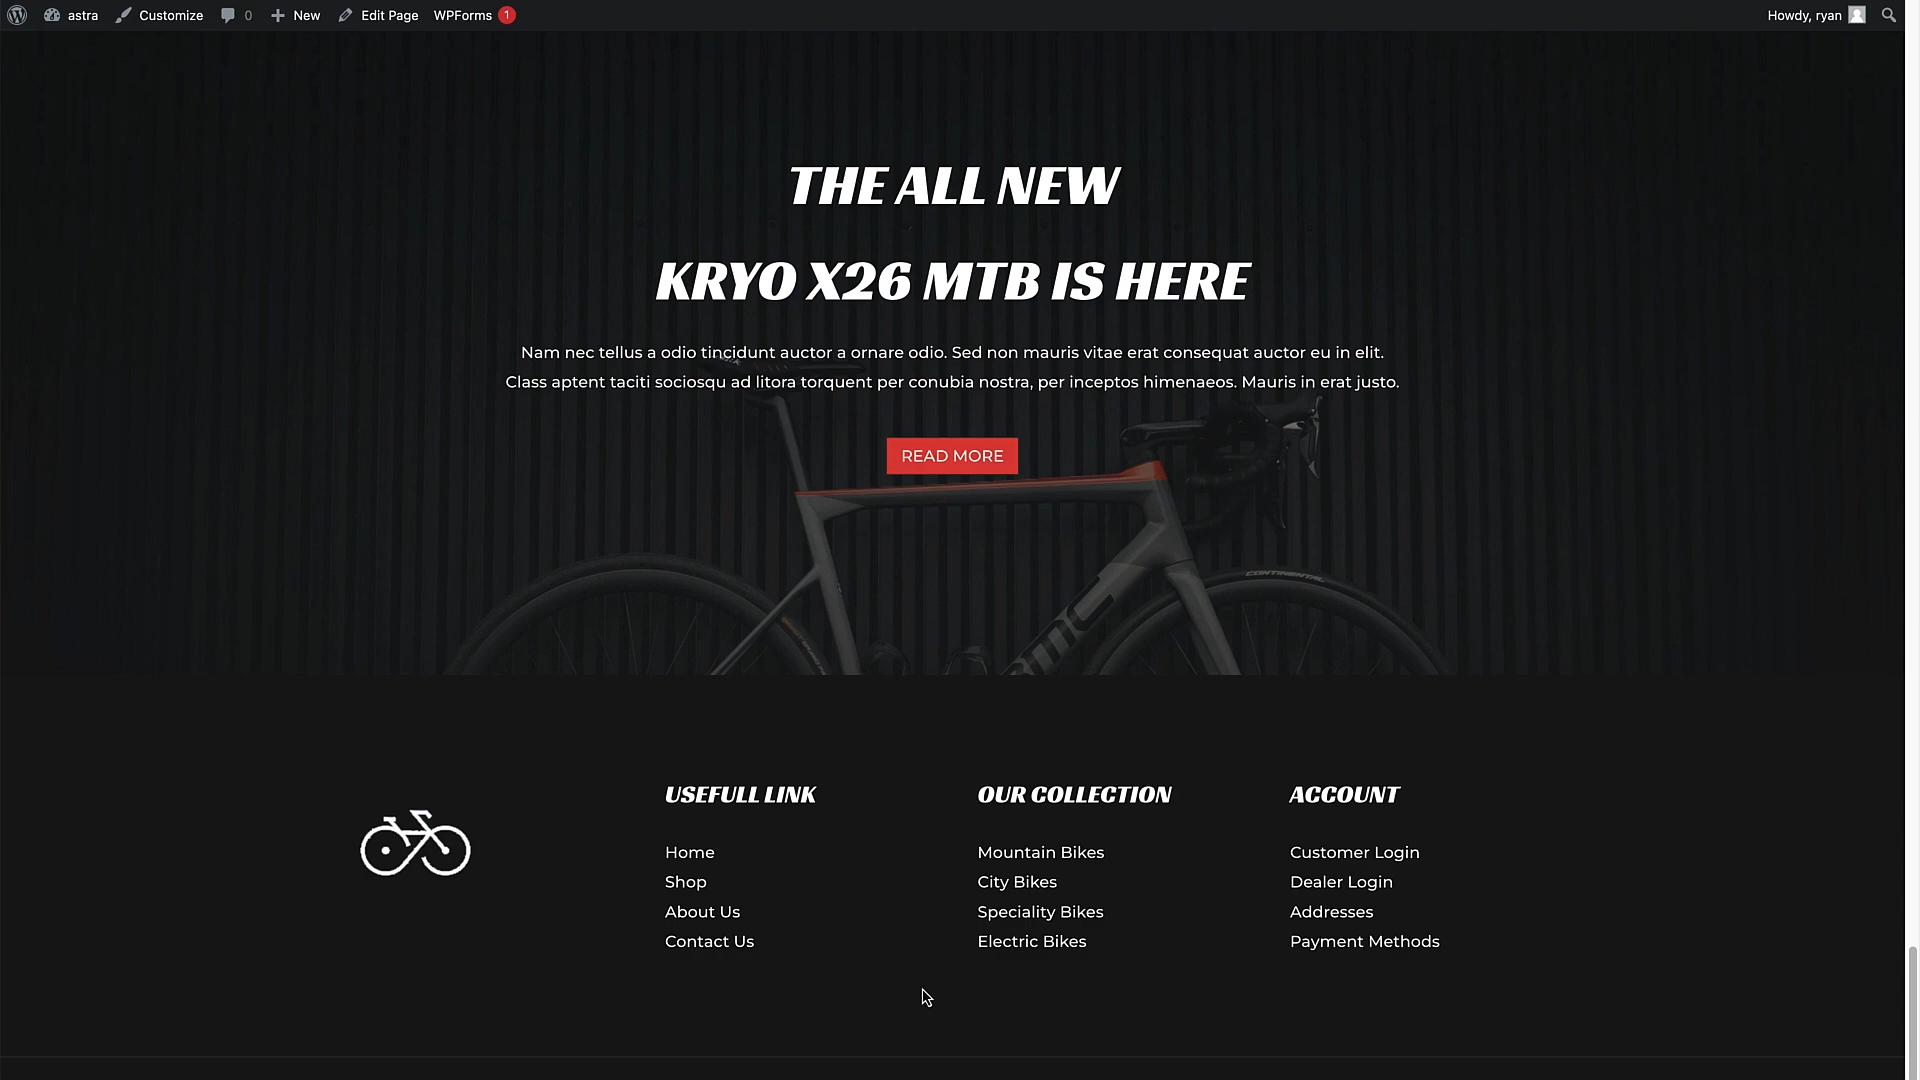 astra Customize 0 New Edit Page WPForms 1 Howdy, ryan
THE ALL NEW
KRYO X26 MTB IS HERE
Nam nec tellus a odio tincidunt auctor a ornare odio. Sed non mauris vitae erat consequat auctor eu in elit.
Class aptent taciti sociosqu ad litora torquent per conubia nostra, per inceptos himenaeos. Mauris in erat justo.
READ MORE
CONTINENTAL
USEFULL LINK
Home
Shop
About Us
Contact Us
OUR COLLECTION
Mountain Bikes
City Bikes
Speciality Bikes
Electric Bikes
ACCOUNT
Customer Login
Dealer Login
Addresses
Payment Methods